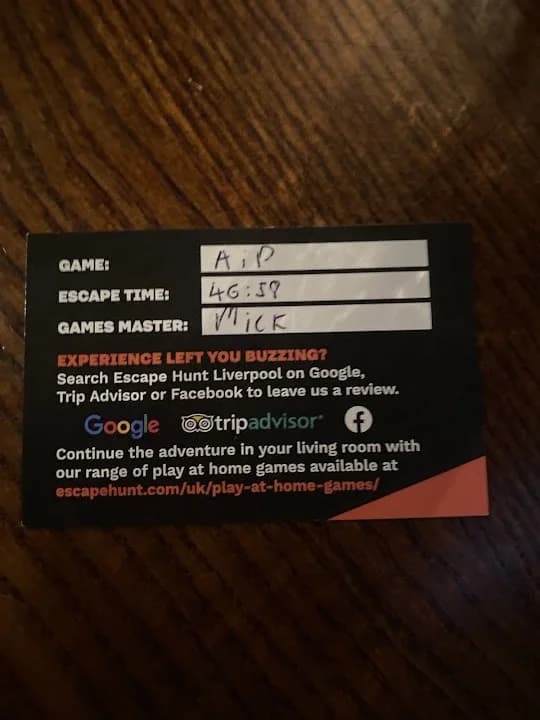 GAME: AiP
ESCAPE TIME: 46:59
GAMES MASTER: Mick
EXPERIENCE LEFT YOU BUZZING?
Search Escape Hunt Liverpool on Google,
Trip Advisor or Facebook to leave us a review.
Google tripadvisor f
Continue the adventure in your living room with
our range of play at home games available at
escapehunt.com/uk/play-at-home-games/